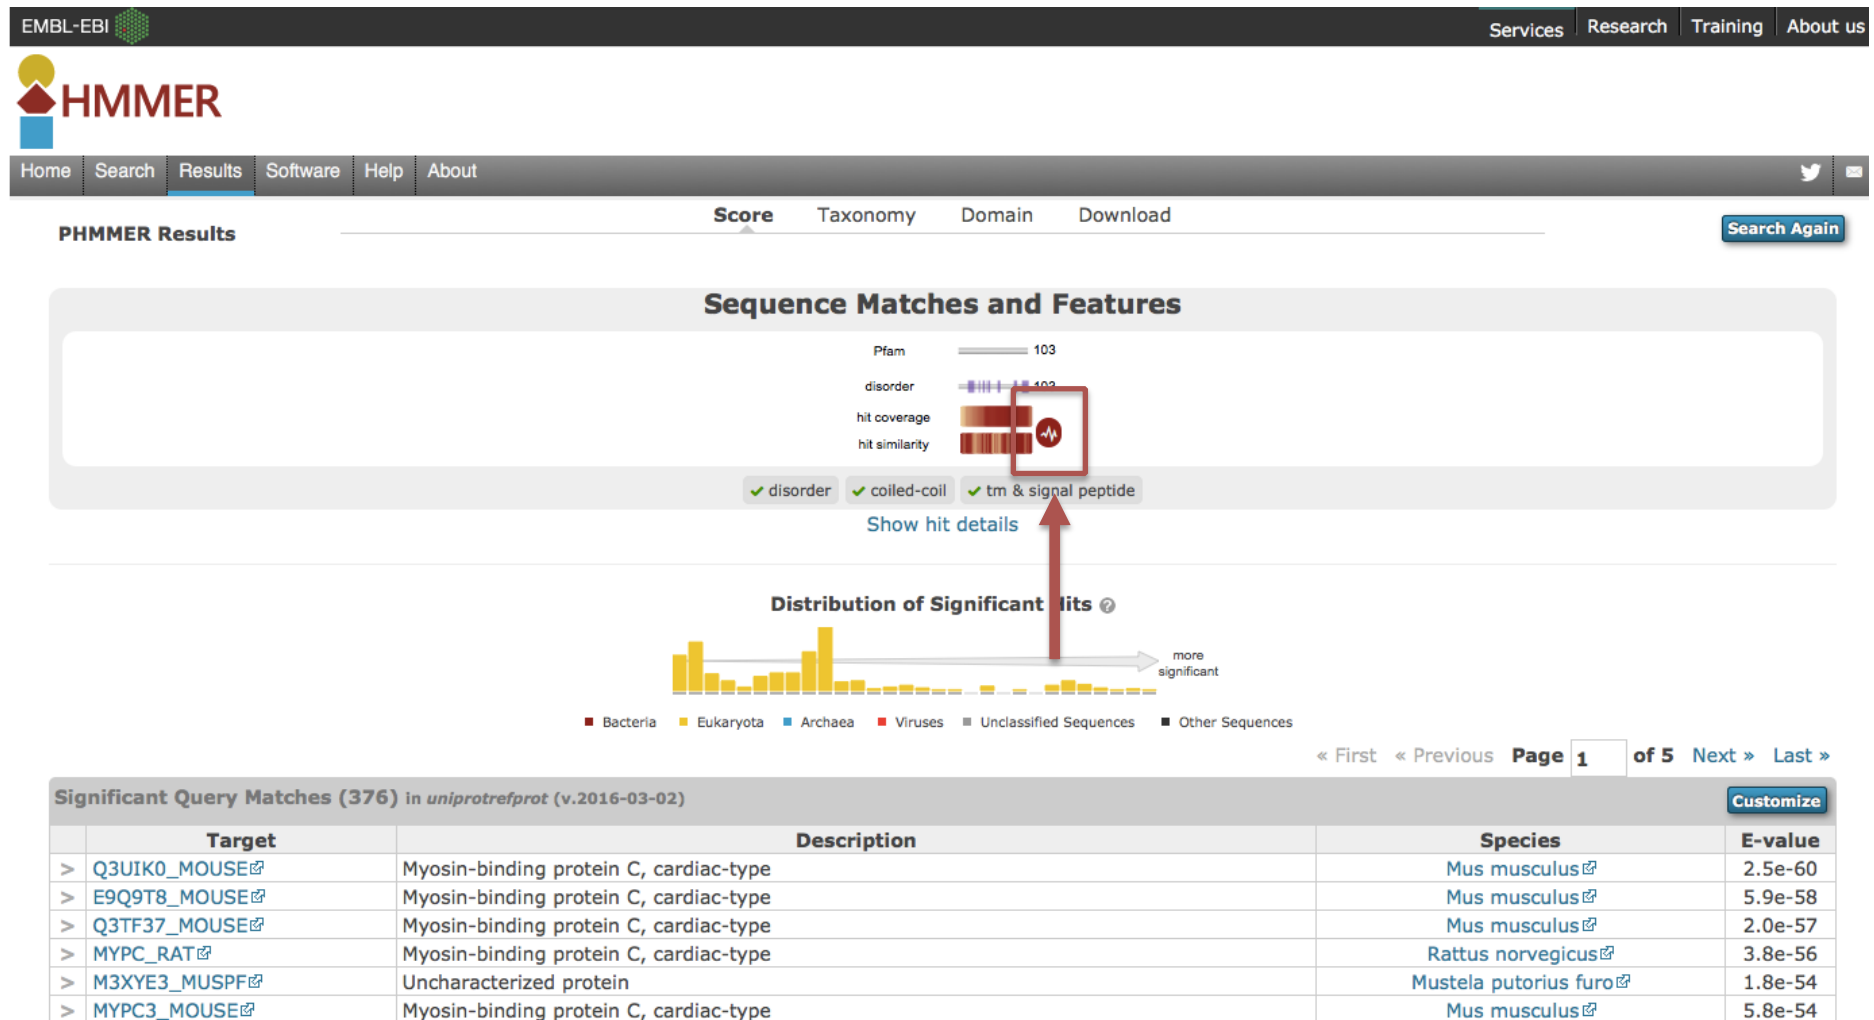 EMBL-EBI Services Research Training About us
HMMER
Home Search Results Software Help About
Score Taxonomy Domain Download
PHMMER Results Search Again
Sequence Matches and Features
Pfam 103
disorder 103
hit coverage
hit similarity
disorder coiled-coil tm & signal peptide
Show hit details
Distribution of Significant Hits ?
more
significant
Bacteria Eukaryota Archaea Viruses Unclassified Sequences Other Sequences
« First « Previous Page 1 of 5 Next » Last »
Significant Query Matches (376) in uniprotrefprot (v.2016-03-02) Customize
Target Description Species E-value
> Q3UIK0_MOUSE Myosin-binding protein C, cardiac-type Mus musculus 2.5e-60
> E9Q9T8_MOUSE Myosin-binding protein C, cardiac-type Mus musculus 5.9e-58
> Q3TF37_MOUSE Myosin-binding protein C, cardiac-type Mus musculus 2.0e-57
> MYPC_RAT Myosin-binding protein C, cardiac-type Rattus norvegicus 3.8e-56
> M3XYE3_MUSPF Uncharacterized protein Mustela putorius furo 1.8e-54
> MYPC3_MOUSE Myosin-binding protein C, cardiac-type Mus musculus 5.8e-54